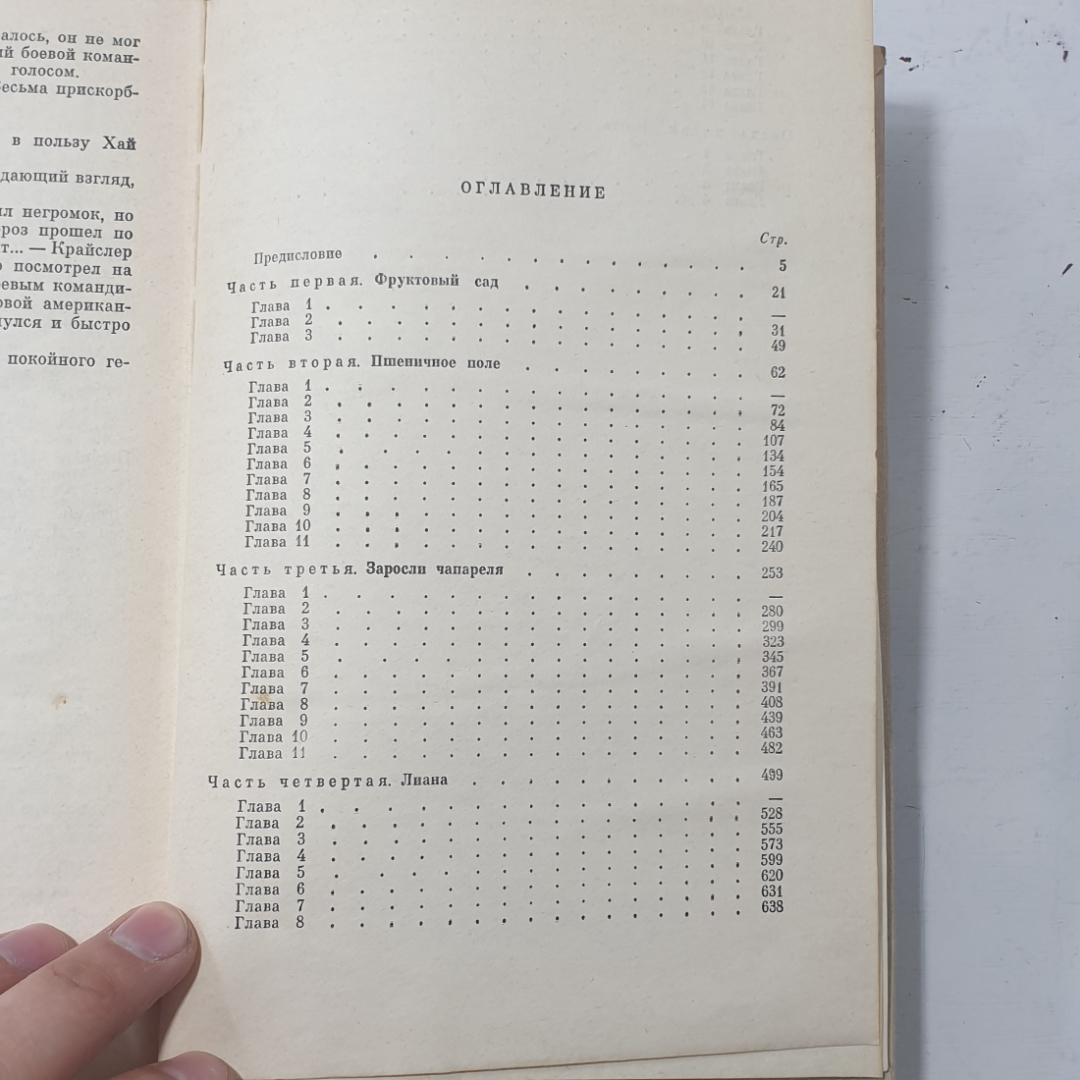 алось, он не мог
ий боевой коман-
голосом.
есьма прискорб-
в пользу Хай
дающий взгляд,
ил негромок, но
роз прошел по
т... — Крайслер
о посмотрел на
евым команди-
овой американ-
нулся и быстро
покойного ге-
ОГЛАВЛЕНИЕ
Стр.
Предисловие . . . . . . . . . . . . . 5
Часть первая. Фруктовый сад . . . . . . . . 21
Глава 1 . . . . . . . . . . . . . . —
Глава 2 . . . . . . . . . . . . . . 31
Глава 3 . . . . . . . . . . . . . . 49
Часть вторая. Пшеничное поле . . . . . . . . 62
Глава 1 . . . . . . . . . . . . . . —
Глава 2 . . . . . . . . . . . . . . 72
Глава 3 . . . . . . . . . . . . . . 84
Глава 4 . . . . . . . . . . . . . . 107
Глава 5 . . . . . . . . . . . . . . 134
Глава 6 . . . . . . . . . . . . . . 154
Глава 7 . . . . . . . . . . . . . . 165
Глава 8 . . . . . . . . . . . . . . 187
Глава 9 . . . . . . . . . . . . . . 204
Глава 10 . . . . . . . . . . . . . . 217
Глава 11 . . . . . . . . . . . . . . 240
Часть третья. Заросли чапареля . . . . . . . . 253
Глава 1 . . . . . . . . . . . . . . —
Глава 2 . . . . . . . . . . . . . . 280
Глава 3 . . . . . . . . . . . . . . 299
Глава 4 . . . . . . . . . . . . . . 323
Глава 5 . . . . . . . . . . . . . . 345
Глава 6 . . . . . . . . . . . . . . 367
Глава 7 . . . . . . . . . . . . . . 391
Глава 8 . . . . . . . . . . . . . . 408
Глава 9 . . . . . . . . . . . . . . 439
Глава 10 . . . . . . . . . . . . . . 463
Глава 11 . . . . . . . . . . . . . . 482
Часть четвертая. Лиана . . . . . . . . . . 499
Глава 1 . . . . . . . . . . . . . . —
Глава 2 . . . . . . . . . . . . . . 528
Глава 3 . . . . . . . . . . . . . . 555
Глава 4 . . . . . . . . . . . . . . 573
Глава 5 . . . . . . . . . . . . . . 599
Глава 6 . . . . . . . . . . . . . . 620
Глава 7 . . . . . . . . . . . . . . 631
Глава 8 . . . . . . . . . . . . . . 638